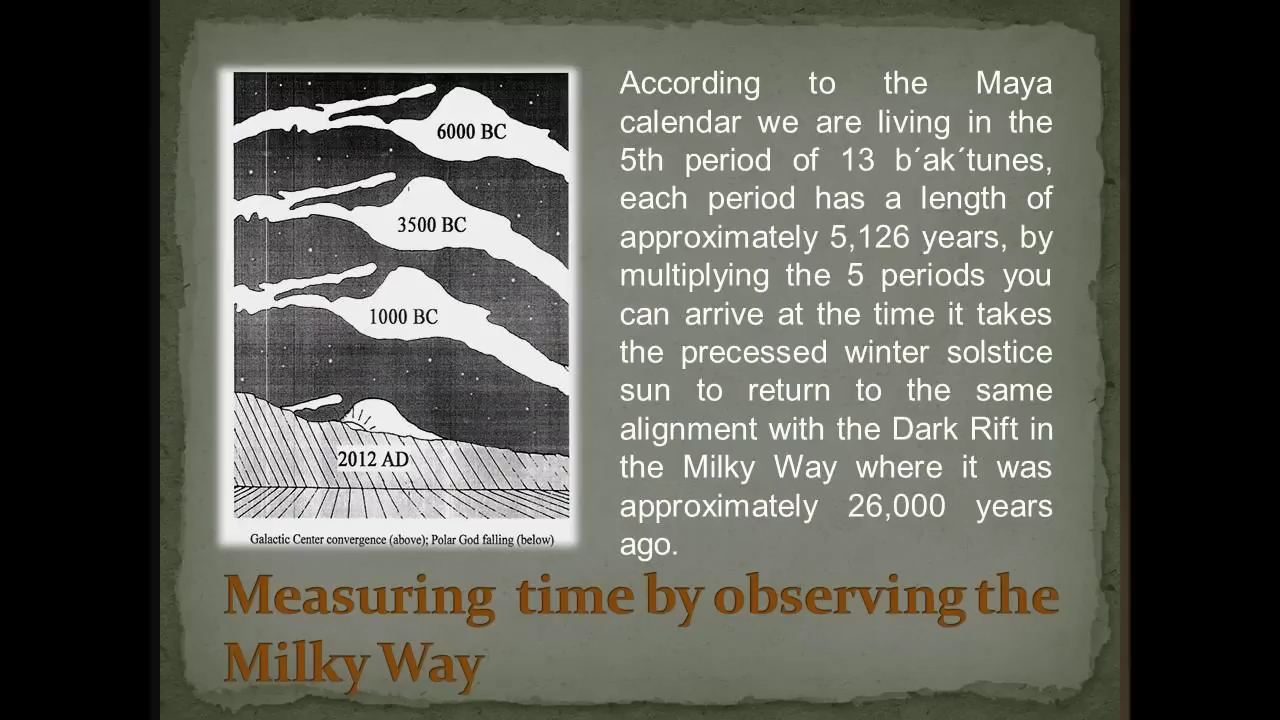 6000 BC
3500 BC
1000 BC
2012 AD
Galactic Center convergence (above); Polar God falling (below)
According to the Maya
calendar we are living in the
5th period of 13 b´ak´tunes,
each period has a length of
approximately 5,126 years, by
multiplying the 5 periods you
can arrive at the time it takes
the precessed winter solstice
sun to return to the same
alignment with the Dark Rift in
the Milky Way where it was
approximately 26,000 years
ago.
Measuring time by observing the
Milky Way